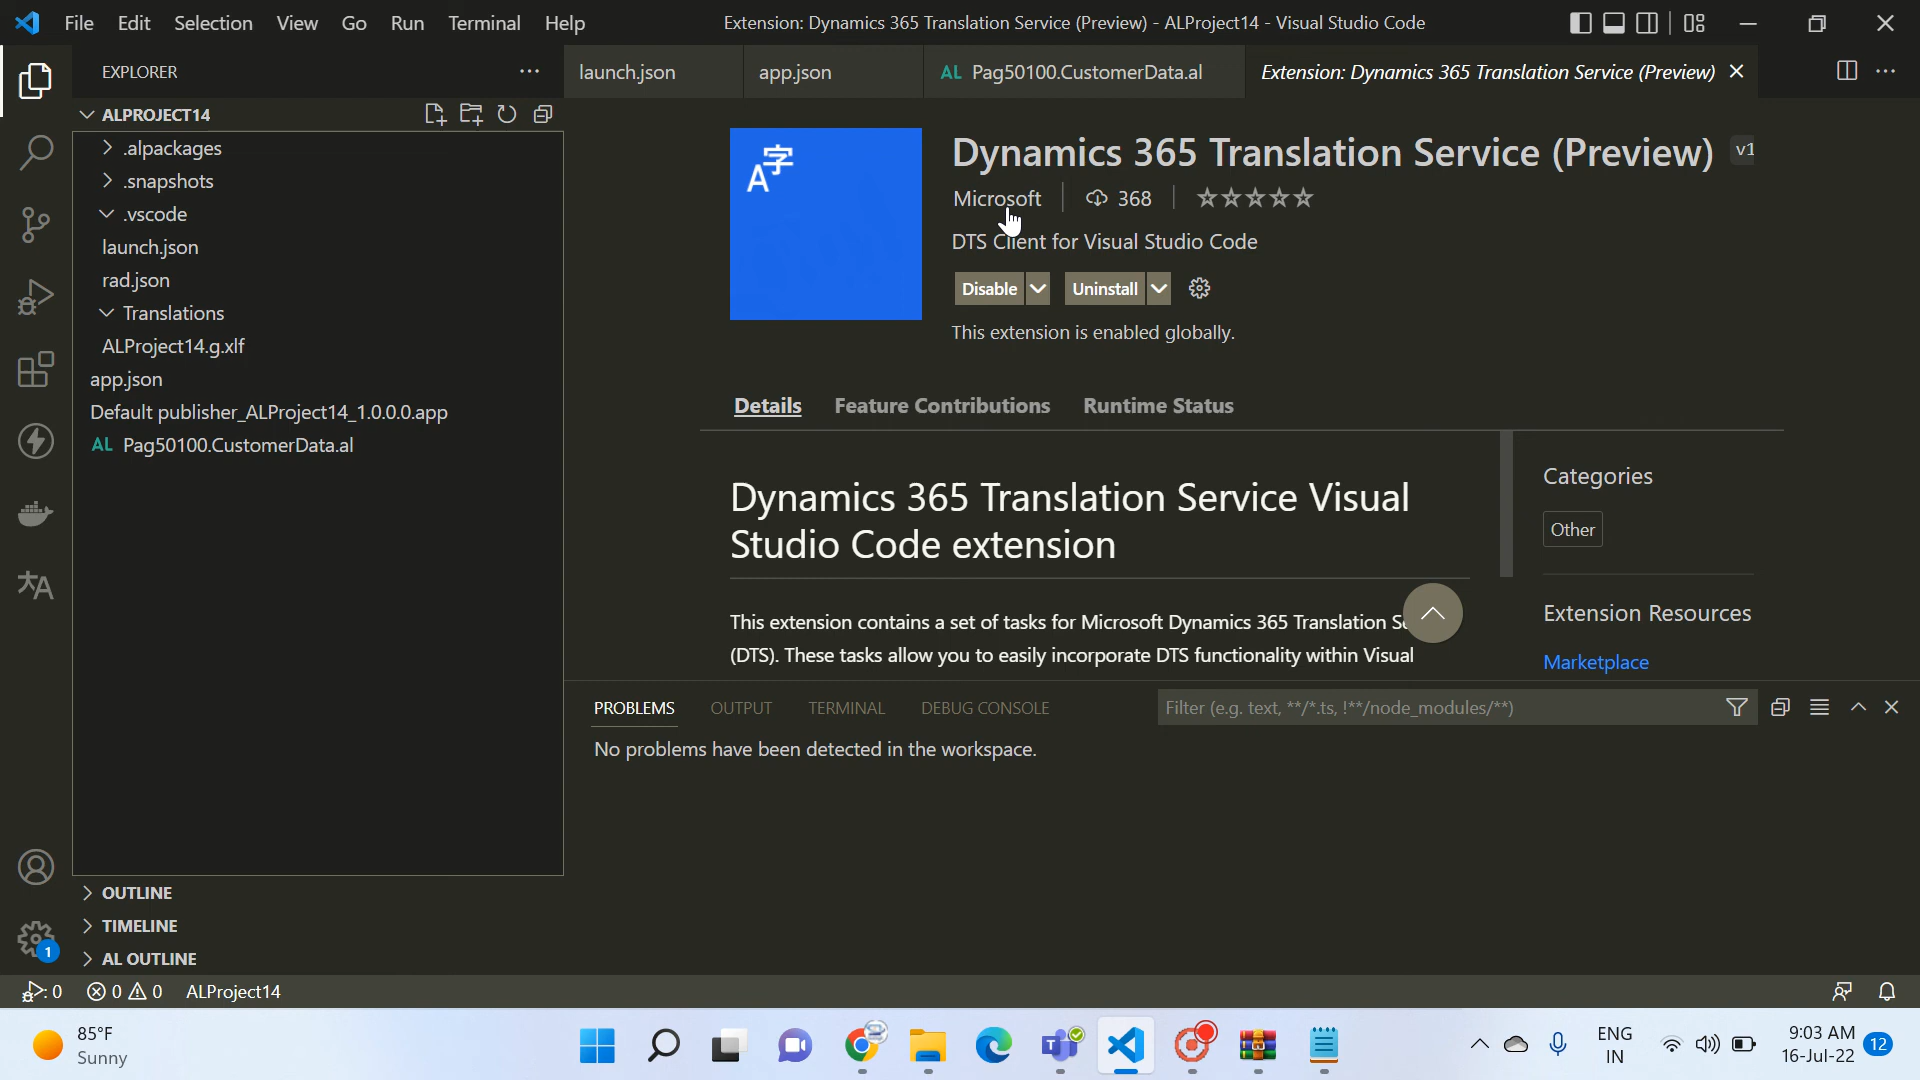 File Edit Selection View Go Run Terminal Help
Extension: Dynamics 365 Translation Service (Preview) - ALProject14 - Visual Studio Code
EXPLORER
launch.json
app.json
AL Pag50100.CustomerData.al
Extension: Dynamics 365 Translation Service (Preview)
ALPROJECT14
.alpackages
.snapshots
.vscode
launch.json
rad.json
Translations
ALProject14.g.xlf
app.json
Default publisher_ALProject14_1.0.0.0.app
AL Pag50100.CustomerData.al
OUTLINE
TIMELINE
AL OUTLINE
A字
Dynamics 365 Translation Service (Preview) v1
Microsoft 368
DTS Client for Visual Studio Code
Disable Uninstall
This extension is enabled globally.
Details Feature Contributions Runtime Status
Dynamics 365 Translation Service Visual
Studio Code extension
This extension contains a set of tasks for Microsoft Dynamics 365 Translation
(DTS). These tasks allow you to easily incorporate DTS functionality within Visual
Categories
Other
Extension Resources
Marketplace
PROBLEMS OUTPUT TERMINAL DEBUG CONSOLE
Filter (e.g. text, **/*.ts, !**/node_modules/**)
No problems have been detected in the workspace.
1
0 0 0 ALProject14
85°F
Sunny
ENG
IN
9:03 AM
16-Jul-22
12